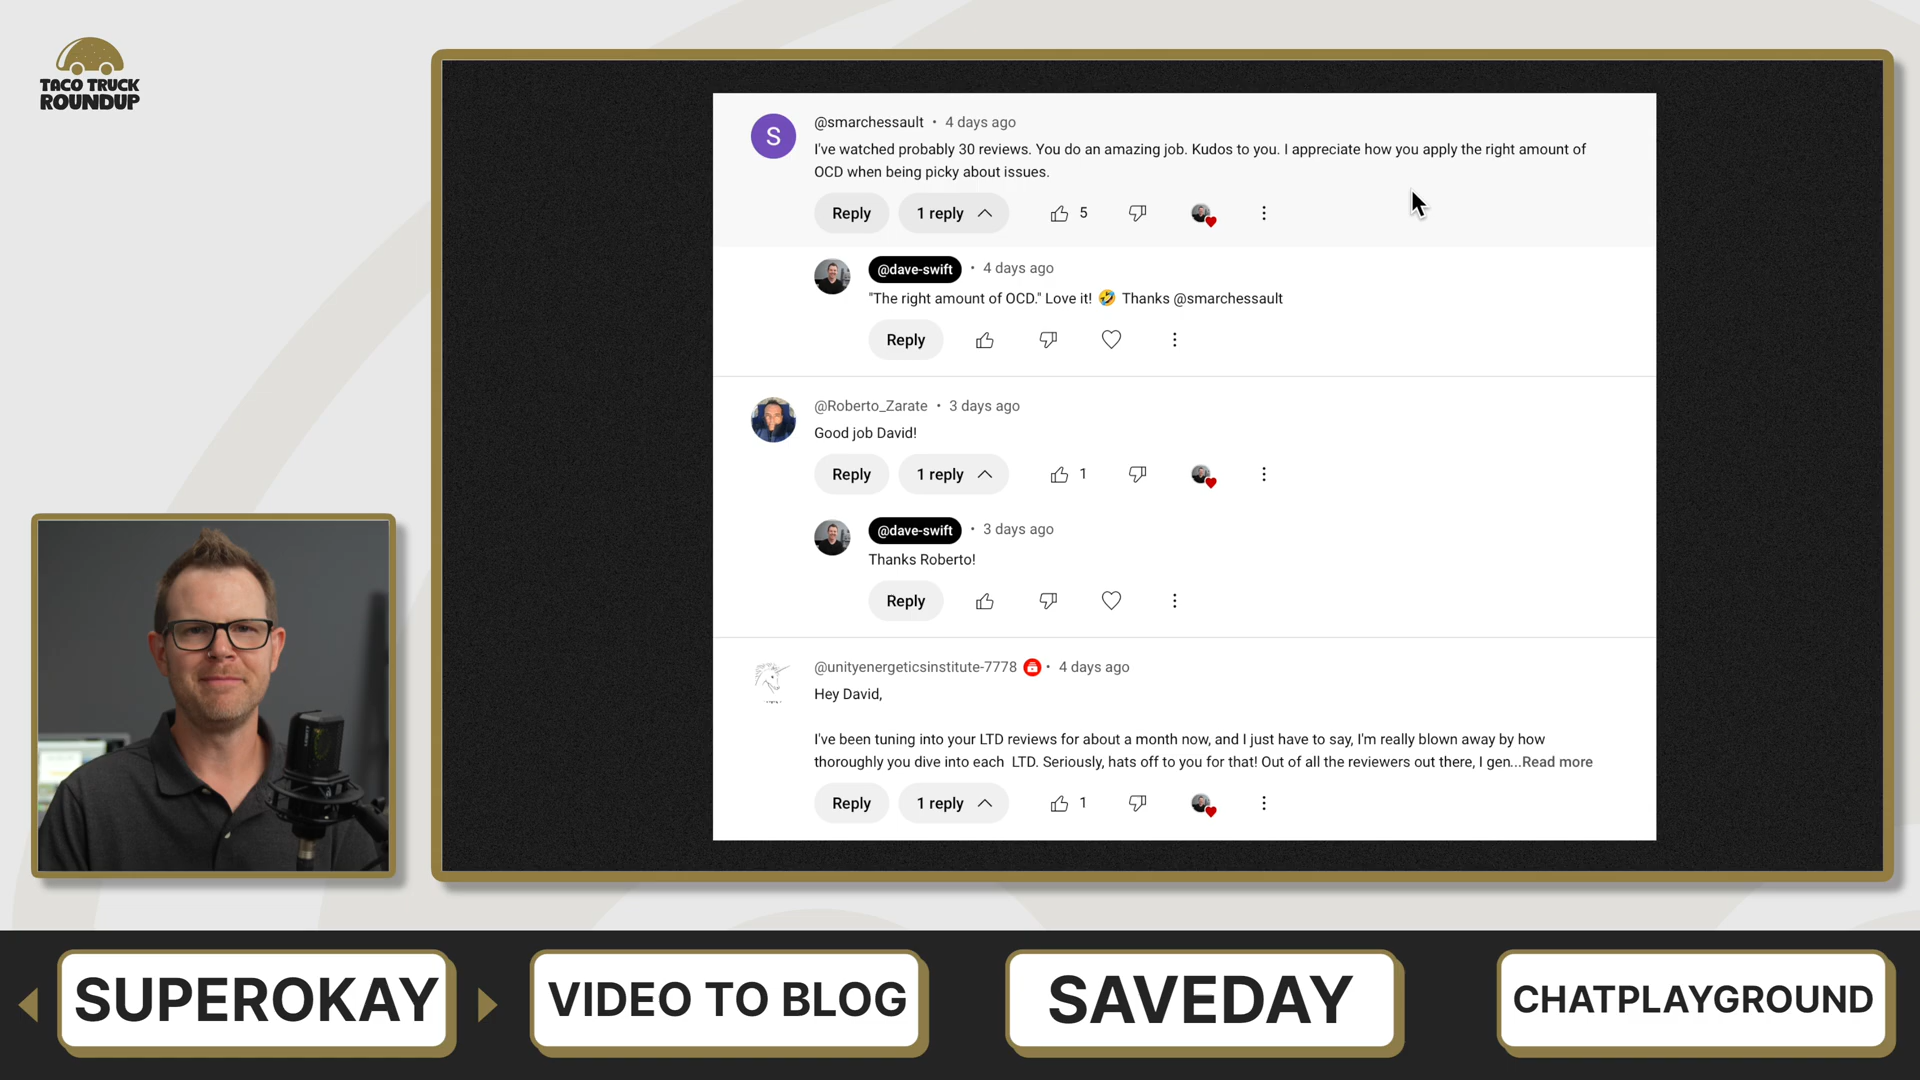 TACO TRUCK
ROUNDUP
S
@smarchessault • 4 days ago
I've watched probably 30 reviews. You do an amazing job. Kudos to you. I appreciate how you apply the right amount of
OCD when being picky about issues.
Reply 1 reply 5
@dave-swift • 4 days ago
"The right amount of OCD." Love it! 🤣 Thanks @smarchessault
Reply
@Roberto_Zarate • 3 days ago
Good job David!
Reply 1 reply 1
@dave-swift • 3 days ago
Thanks Roberto!
Reply
@unityenergeticsinstitute-7778 • 4 days ago
Hey David,
I've been tuning into your LTD reviews for about a month now, and I just have to say, I'm really blown away by how
thoroughly you dive into each LTD. Seriously, hats off to you for that! Out of all the reviewers out there, I gen...Read more
Reply 1 reply 1
SUPEROKAY
VIDEO TO BLOG
SAVEDAY
CHATPLAYGROUND